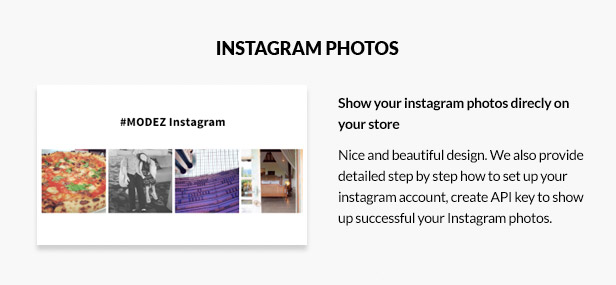 INSTAGRAM PHOTOS
#MODEZ Instagram
Show your instagram photos direcly on
your store
Nice and beautiful design. We also provide
detailed step by step how to set up your
instagram account, create API key to show
up successful your Instagram photos.